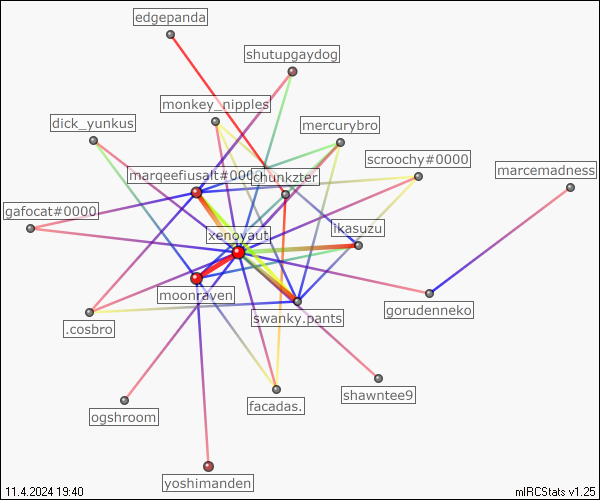 edgepanda
shutupgaydog
monkey_nipples
dick_yunkus
mercurybro
scroochy#0000
marcemadness
marqeefiusalt#0000
chunkzter
gafocat#0000
xenoyaut
ikasuzu
moonraven
gorudenneko
swanky.pants
.cosbro
shawntee9
facadas.
ogshroom
yoshimanden
11.4.2024 19:40
mIRCStats v1.25